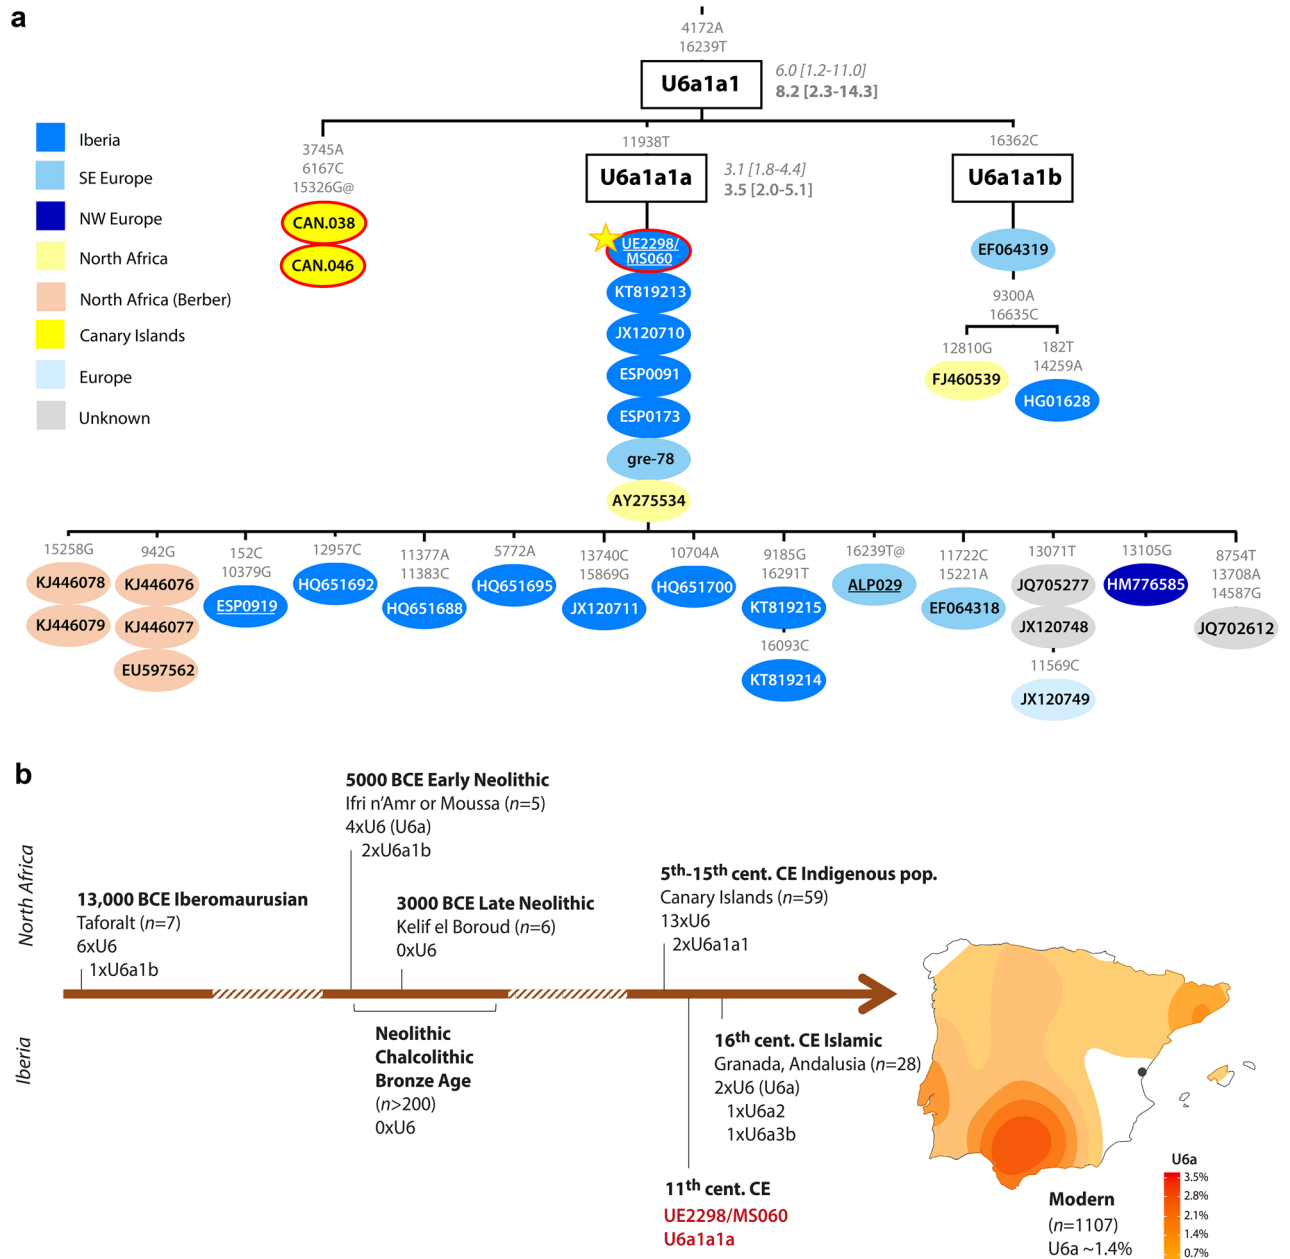 a
4172A
16239T
U6a1a1
6.0 [1.2-11.0]
8.2 [2.3-14.3]
Iberia
SE Europe
NW Europe
North Africa
North Africa (Berber)
Canary Islands
Europe
Unknown
3745A
6167C
15326G@
CAN.038
CAN.046
11938T
U6a1a1a
3.1 [1.8-4.4]
3.5 [2.0-5.1]
UE2298/
MS060
KT819213
JX120710
ESP0091
ESP0173
gre-78
AY275534
16362C
U6a1a1b
EF064319
9300A
16635C
12810G
FJ460539
182T
14259A
HG01628
15258G
KJ446078
KJ446079
942G
KJ446076
KJ446077
EU597562
152C
10379G
ESP0919
12957C
HQ651692
11377A
11383C
HQ651688
5772A
HQ651695
13740C
15869G
JX120711
10704A
HQ651700
9185G
16291T
KT819215
16093C
KT819214
16239T@
ALP029
11722C
15221A
EF064318
13071T
JQ705277
JX120748
11569C
JX120749
13105G
HM776585
8754T
13708A
14587G
JQ702612
b
North Africa
Iberia
13,000 BCE Iberomaurusian
Taforalt (n=7)
6xU6
1xU6a1b
5000 BCE Early Neolithic
Ifri n’Amr or Moussa (n=5)
4xU6 (U6a)
2xU6a1b
3000 BCE Late Neolithic
Kelif el Boroud (n=6)
0xU6
5th-15th cent. CE Indigenous pop.
Canary Islands (n=59)
13xU6
2xU6a1a1
Neolithic
Chalcolithic
Bronze Age
(n>200)
0xU6
16th cent. CE Islamic
Granada, Andalusia (n=28)
2xU6 (U6a)
1xU6a2
1xU6a3b
11th cent. CE
UE2298/MS060
U6a1a1a
Modern
(n=1107)
U6a ~1.4%
U6a
3.5%
2.8%
2.1%
1.4%
0.7%